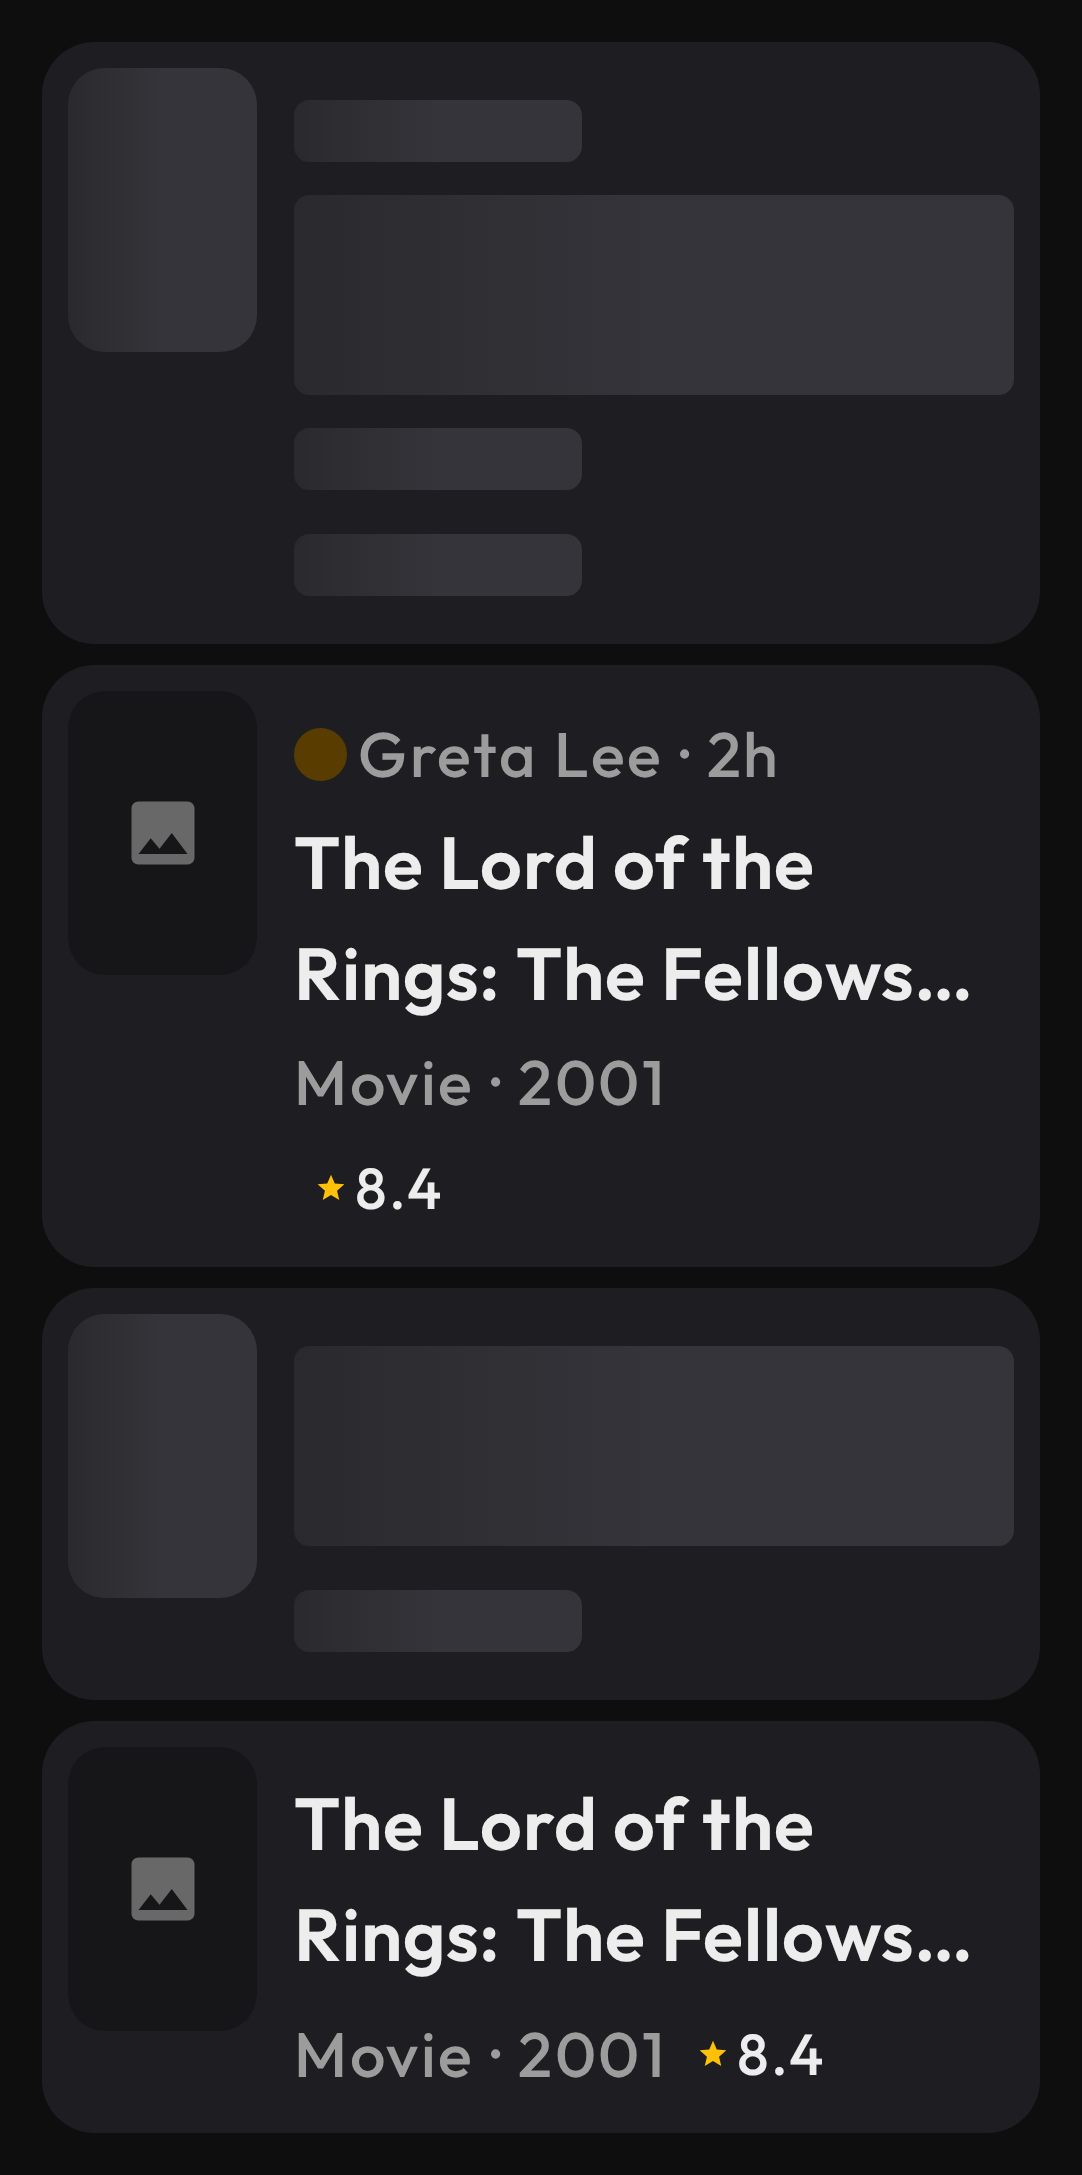 Greta Lee · 2h
The Lord of the
Rings: The Fellows...
Movie · 2001
8.4
The Lord of the
Rings: The Fellows...
Movie · 2001 8.4